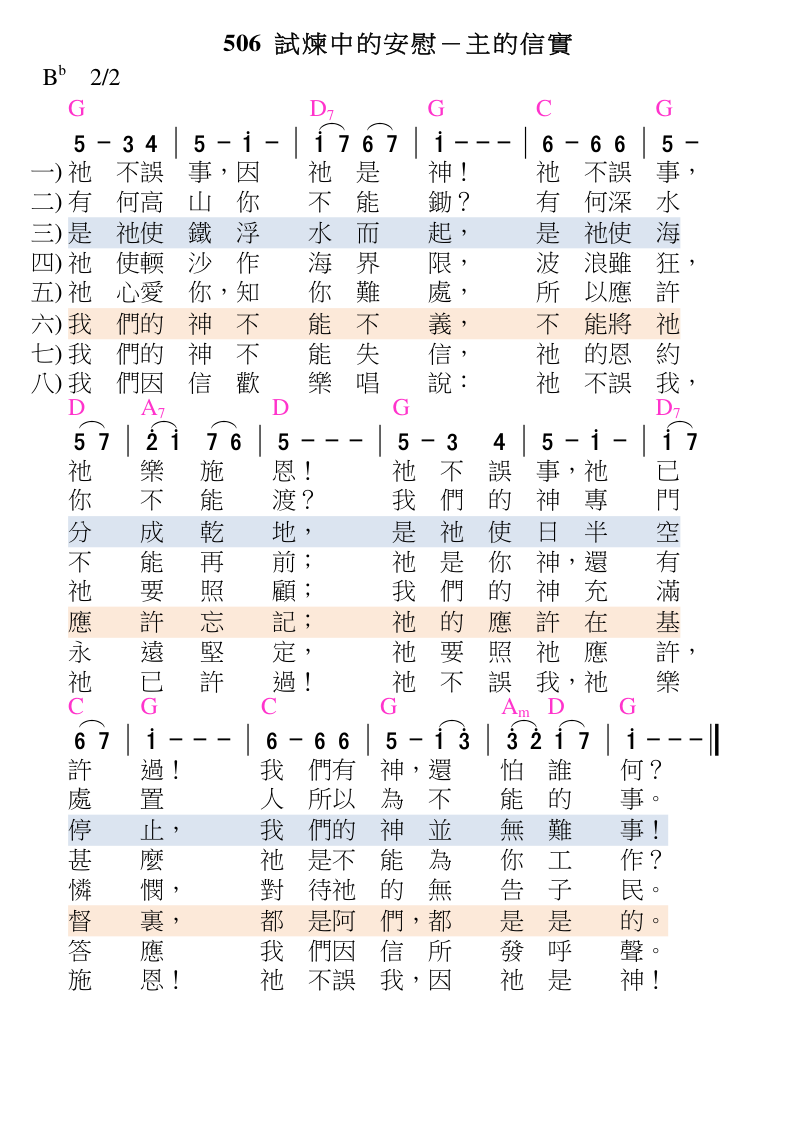 506 試煉中的安慰－主的信實
Bb 2/2
G D7 G C G
5 - 3 4 | 5 - i - | i 7 6 7 | i - - - | 6 - 6 6 | 5 -
一) 祂 不誤 事，因 祂 是 神！ 祂 不誤 事，
二) 有 何高 山 你 不 能 鋤？ 有 何深 水
三) 是 祂使 鐵 浮 水 而 起， 是 祂使 海
四) 祂 使輭 沙 作 海 界 限， 波 浪雖 狂，
五) 祂 心愛 你，知 你 難 處， 所 以應 許
六) 我 們的 神 不 能 不 義， 不 能將 祂
七) 我 們的 神 不 能 失 信， 祂 的恩 約
八) 我 們因 信 歡 樂 唱 說： 祂 不誤 我，
D A7 D G D7
5 7 | 2̇ i 7 6 | 5 - - - | 5 - 3 4 | 5 - i - | i 7
祂 樂 施 恩！ 祂 不 誤 事，祂 已
你 不 能 渡？ 我 們 的 神 專 門
分 成 乾 地， 是 祂 使 日 半 空
不 能 再 前； 祂 是 你 神，還 有
祂 要 照 顧； 我 們 的 神 充 滿
應 許 忘 記； 祂 的 應 許 在 基
永 遠 堅 定， 祂 要 照 祂 應 許，
祂 已 許 過！ 祂 不 誤 我，祂 樂
C G C G Am D G
6 7 | i - - - | 6 - 6 6 | 5 - i 3̇ | 3̇ 2̇ i 7 | i - - - ||
許 過！ 我 們有 神，還 怕 誰 何？
處 置 人 所以 為 不 能 的 事。
停 止， 我 們的 神 並 無 難 事！
甚 麼 祂 是不 能 為 你 工 作？
憐 憫， 對 待祂 的 無 告 子 民。
督 裏， 都 是阿 們，都 是 是 的。
答 應 我 們因 信 所 發 呼 聲。
施 恩！ 祂 不誤 我，因 祂 是 神！